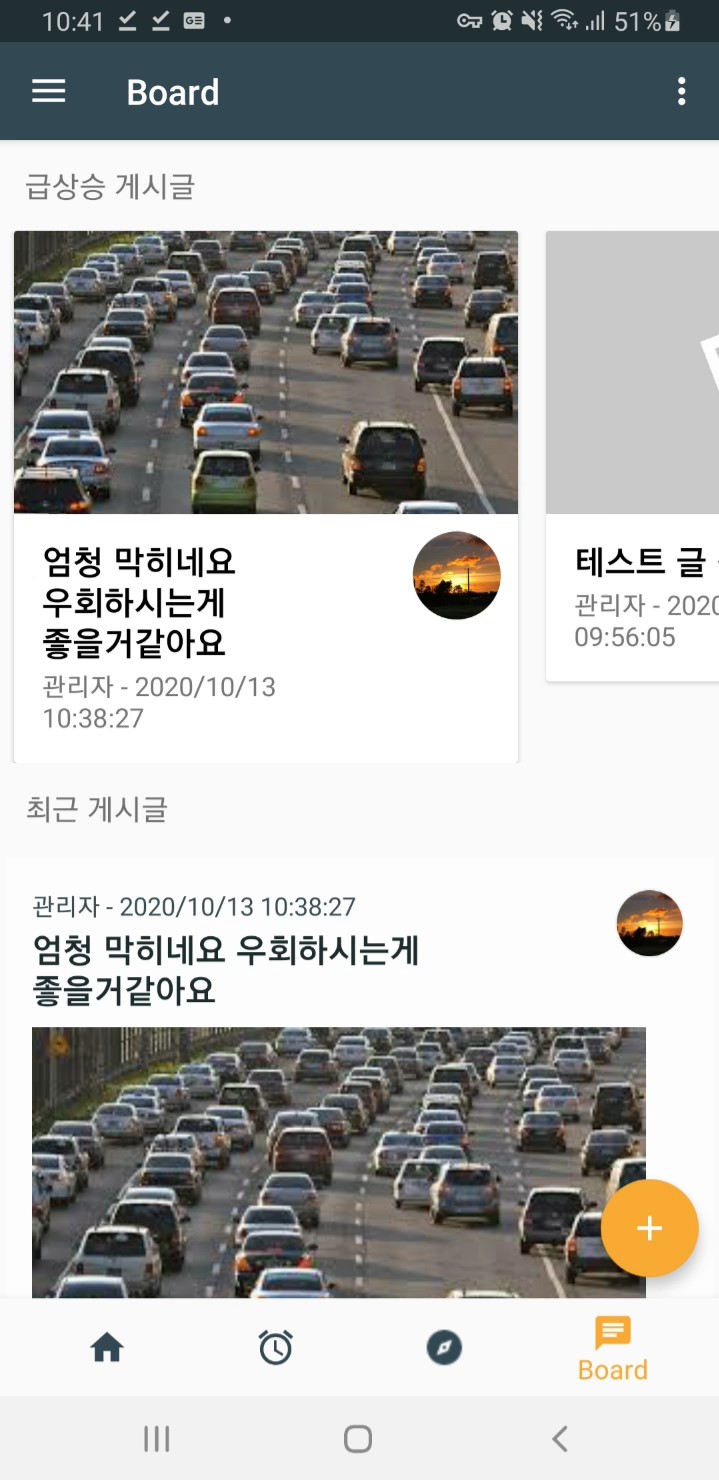 10:41
51%
Board
급상승 게시글
엄청 막히네요
우회하시는게
좋을거같아요
관리자 - 2020/10/13
10:38:27
테스트 글
관리자 - 2020
09:56:05
최근 게시글
관리자 - 2020/10/13 10:38:27
엄청 막히네요 우회하시는게
좋을거같아요
Board